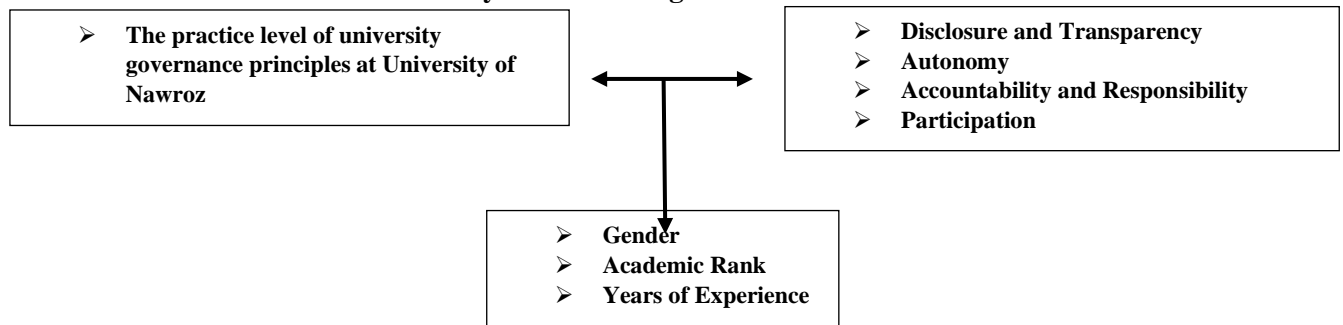 ➢ The practice level of university
governance principles at University of
Nawroz
➢ Disclosure and Transparency
➢ Autonomy
➢ Accountability and Responsibility
➢ Participation
➢ Gender
➢ Academic Rank
➢ Years of Experience